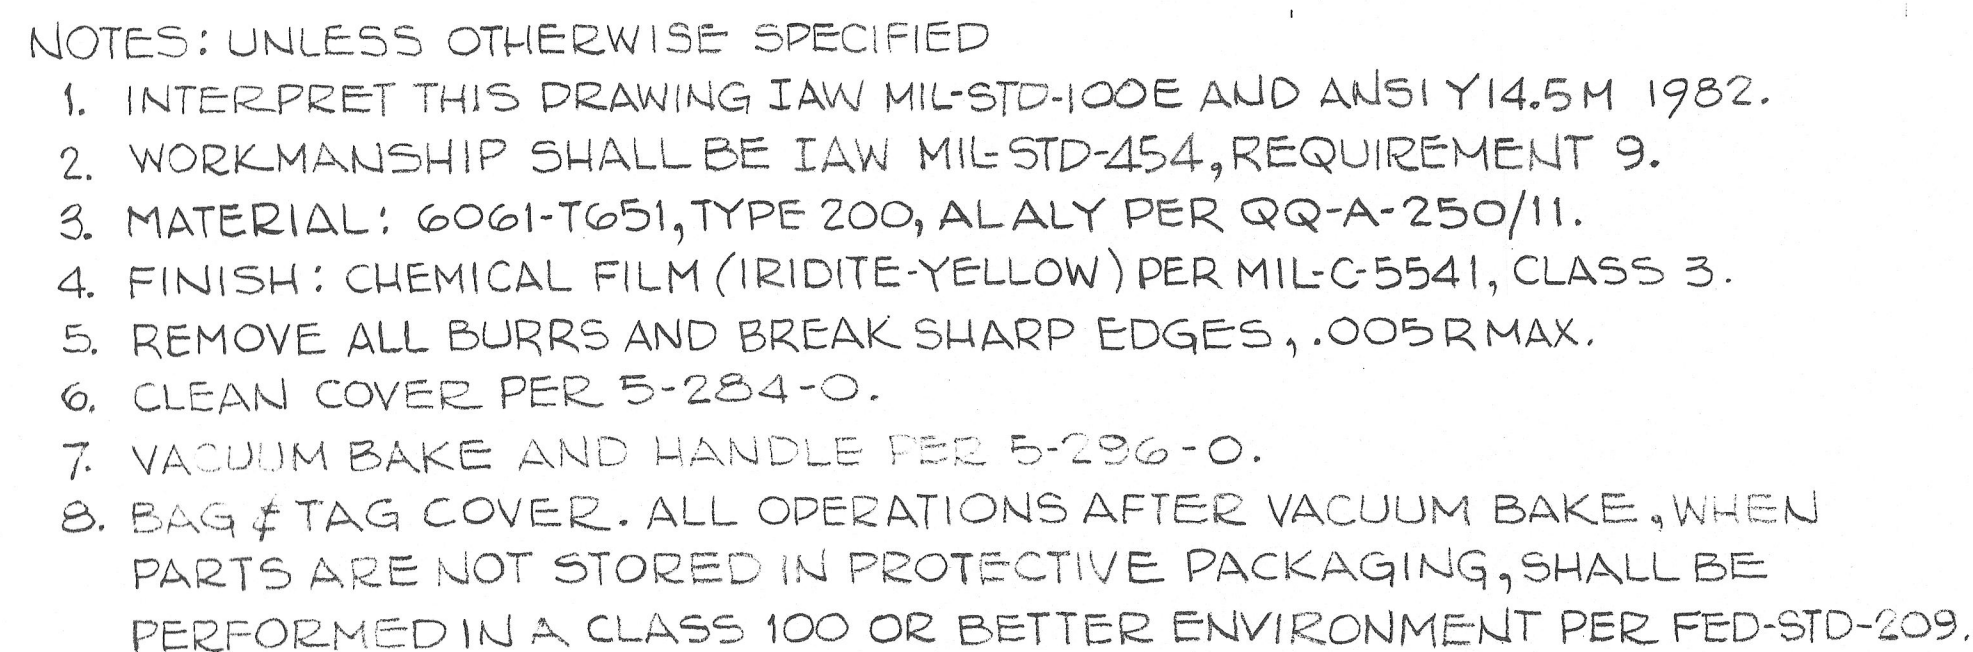 NOTES: UNLESS OTHERWISE SPECIFIED
1. INTERPRET THIS DRAWING IAW MIL-STD-100E AND ANSI Y14.5M 1982.
2. WORKMANSHIP SHALL BE IAW MIL-STD-454, REQUIREMENT 9.
3. MATERIAL: 6061-T651, TYPE 200, AL ALY PER QQ-A-250/11.
4. FINISH: CHEMICAL FILM (IRIDITE-YELLOW) PER MIL-C-5541, CLASS 3.
5. REMOVE ALL BURRS AND BREAK SHARP EDGES, .005R MAX.
6. CLEAN COVER PER 5-284-0.
7. VACUUM BAKE AND HANDLE PER 5-296-0.
8. BAG & TAG COVER. ALL OPERATIONS AFTER VACUUM BAKE, WHEN
PARTS ARE NOT STORED IN PROTECTIVE PACKAGING, SHALL BE
PERFORMED IN A CLASS 100 OR BETTER ENVIRONMENT PER FED-STD-209.